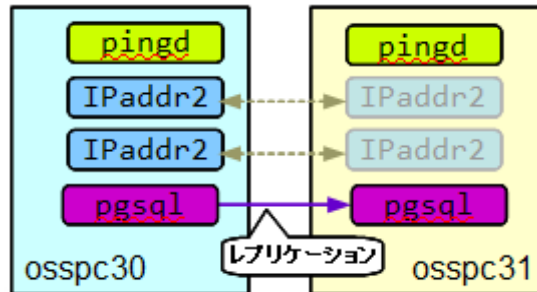 pingd
pingd
IPaddr2
IPaddr2
IPaddr2
IPaddr2
pgsql
pgsql
レプリケーション
osspc30
osspc31